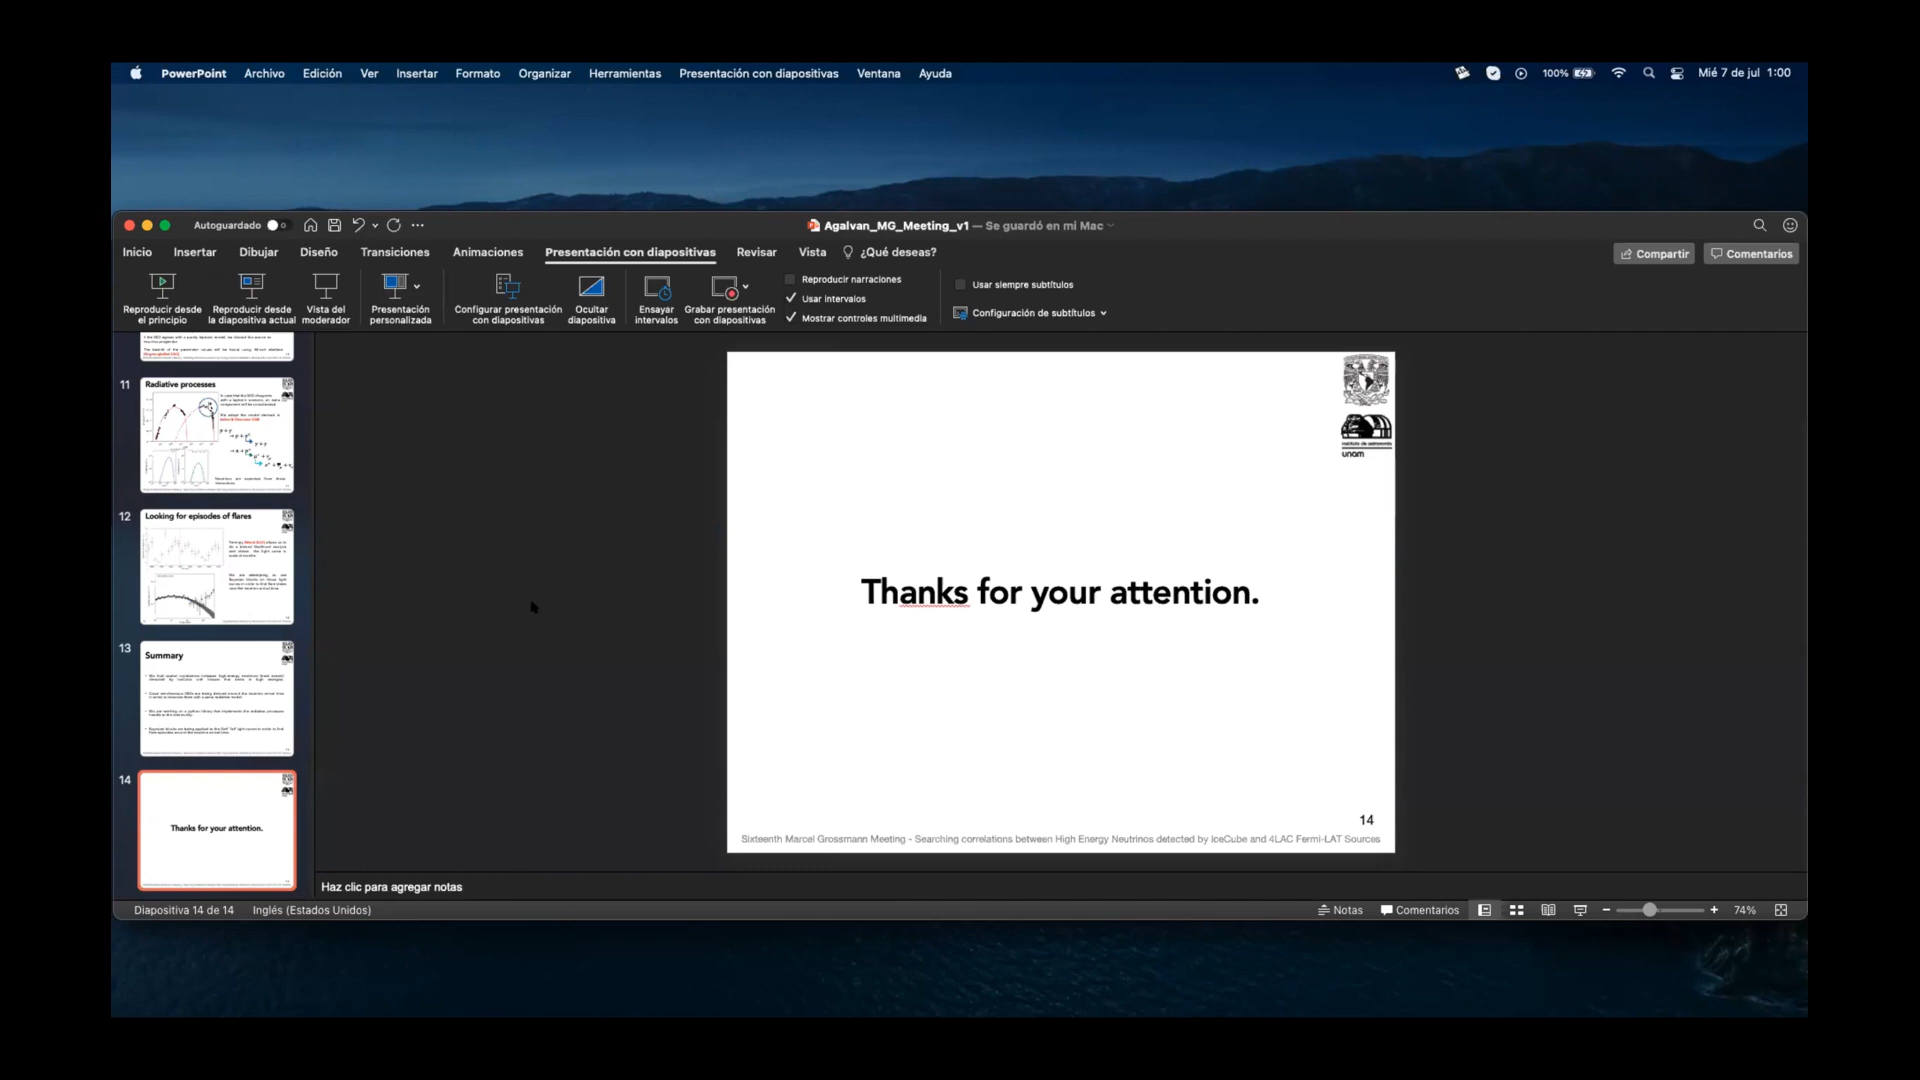 PowerPoint Archivo Edición Ver Insertar Formato Organizar Herramientas Presentación con diapositivas Ventana Ayuda 100% Mié 7 de jul 1:00
Autoguardado Agalvan_MG_Meeting_v1 — Se guardó en mi Mac
Inicio Insertar Dibujar Diseño Transiciones Animaciones Presentación con diapositivas Revisar Vista ¿Qué deseas? Compartir Comentarios
Reproducir desde el principio
Reproducir desde la diapositiva actual
Vista del moderador
Presentación personalizada
Configurar presentación con diapositivas
Ocultar diapositiva
Ensayar intervalos
Grabar presentación con diapositivas
Reproducir narraciones
Usar intervalos
Mostrar controles multimedia
Usar siempre subtítulos
Configuración de subtítulos
11
Radiative processes
12
Looking for episodes of flares
13
Summary
14
Thanks for your attention.
instituto de astronomía
unam
Thanks for your attention.
14
Sixteenth Marcel Grossmann Meeting - Searching correlations between High Energy Neutrinos detected by IceCube and 4LAC Fermi-LAT Sources
Haz clic para agregar notas
Diapositiva 14 de 14 Inglés (Estados Unidos) Notas Comentarios 74%